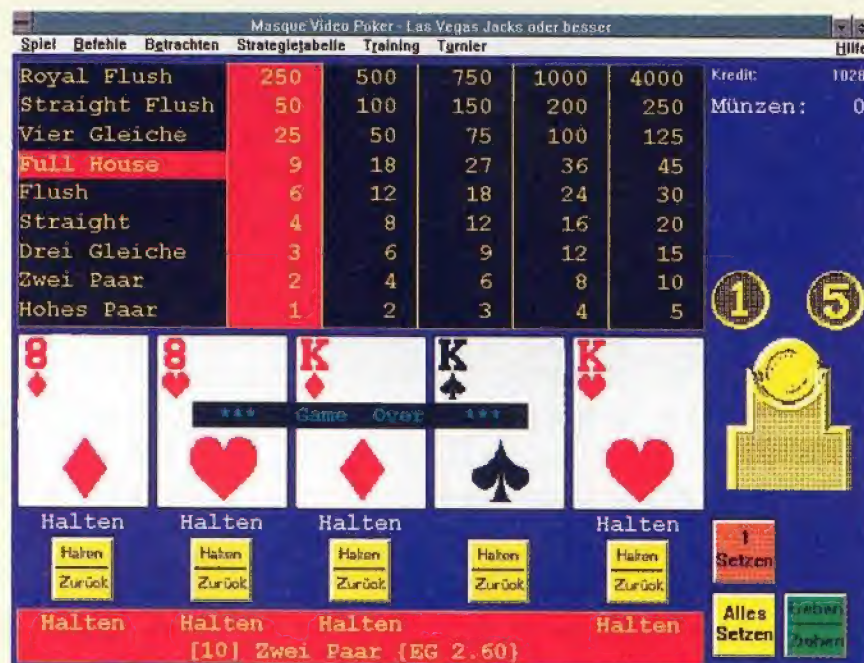 Masque Video Poker - Las Vegas Jacks oder besser
Spiel Befehle Betrachten Strategietabelle Training Turnier Hilfe
Royal Flush 250 500 750 1000 4000
Straight Flush 50 100 150 200 250
Vier Gleiche 25 50 75 100 125
Full House 9 18 27 36 45
Flush 6 12 18 24 30
Straight 4 8 12 16 20
Drei Gleiche 3 6 9 12 15
Zwei Paar 2 4 6 8 10
Hohes Paar 1 2 3 4 5
Kredit: 1028
Münzen: 0
1 5
8 8 K K K
*** Game Over ***
Halten Halten Halten Halten
Halten Halten Halten Halten Halten
Zurück Zurück Zurück Zurück Zurück
1
Setzen
Alles
Setzen
Geben
Ziehen
Halten Halten Halten Halten
[10] Zwei Paar {EG 2.60}